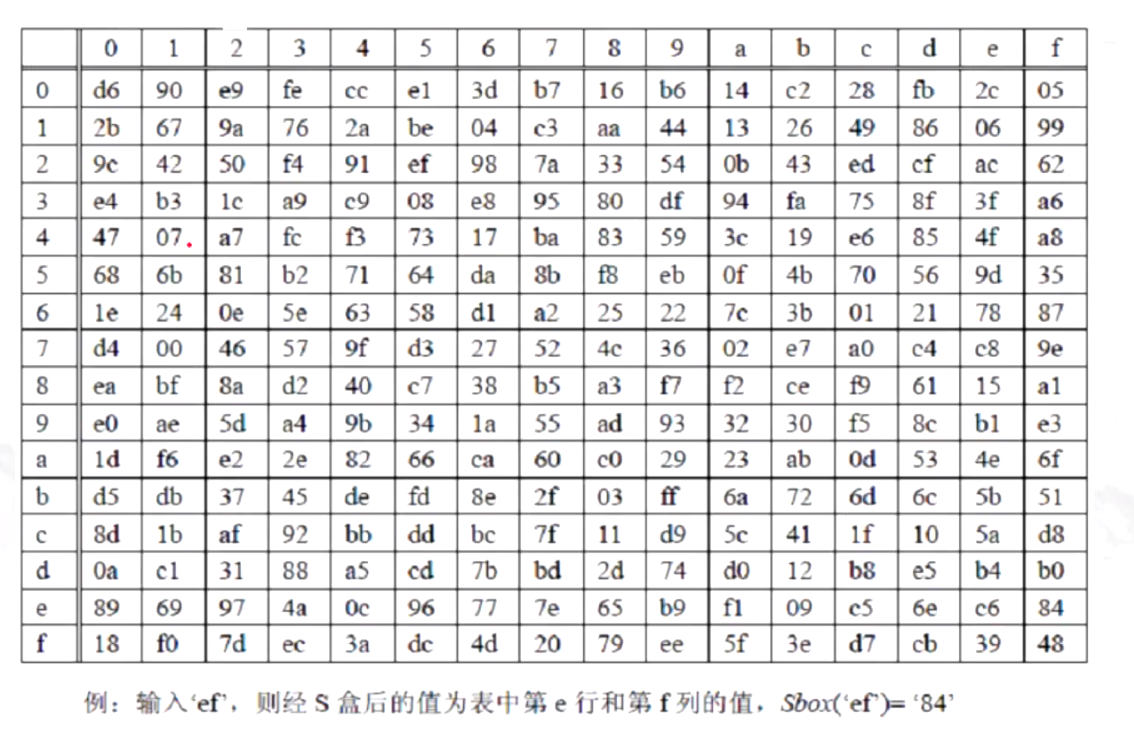 0 1 2 3 4 5 6 7 8 9 a b c d e f
0 d6 90 e9 fe cc e1 3d b7 16 b6 14 c2 28 fb 2c 05
1 2b 67 9a 76 2a be 04 c3 aa 44 13 26 49 86 06 99
2 9c 42 50 f4 91 ef 98 7a 33 54 0b 43 ed cf ac 62
3 e4 b3 1c a9 c9 08 e8 95 80 df 94 fa 75 8f 3f a6
4 47 07 a7 fc f3 73 17 ba 83 59 3c 19 e6 85 4f a8
5 68 6b 81 b2 71 64 da 8b f8 eb 0f 4b 70 56 9d 35
6 1e 24 0e 5e 63 58 d1 a2 25 22 7c 3b 01 21 78 87
7 d4 00 46 57 9f d3 27 52 4c 36 02 e7 a0 c4 c8 9e
8 ea bf 8a d2 40 c7 38 b5 a3 f7 f2 ce f9 61 15 a1
9 e0 ae 5d a4 9b 34 1a 55 ad 93 32 30 f5 8c b1 e3
a 1d f6 e2 2e 82 66 ca 60 c0 29 23 ab 0d 53 4e 6f
b d5 db 37 45 de fd 8e 2f 03 ff 6a 72 6d 6c 5b 51
c 8d 1b af 92 bb dd bc 7f 11 d9 5c 41 1f 10 5a d8
d 0a c1 31 88 a5 cd 7b bd 2d 74 d0 12 b8 e5 b4 b0
e 89 69 97 4a 0c 96 77 7e 65 b9 f1 09 c5 6e c6 84
f 18 f0 7d ec 3a dc 4d 20 79 ee 5f 3e d7 cb 39 48
例：输入‘ef’，则经 S 盒后的值为表中第 e 行和第 f 列的值，Sbox(‘ef’)= ‘84’